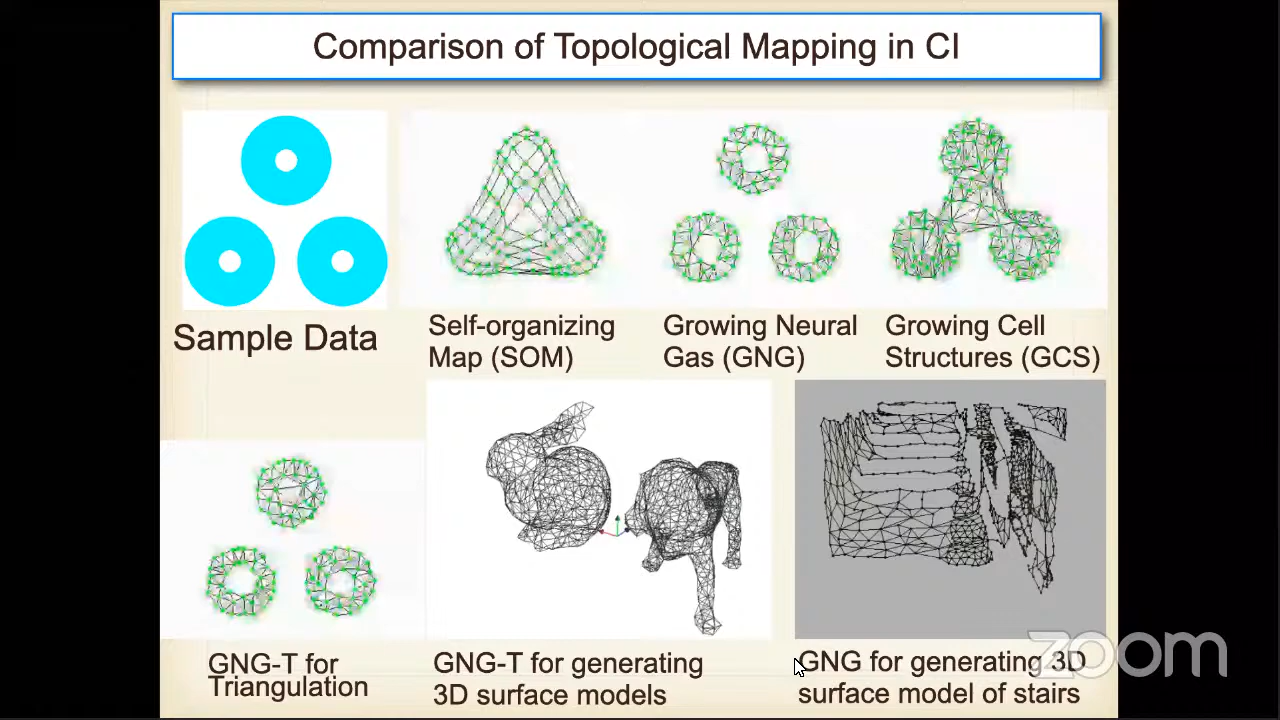 Comparison of Topological Mapping in CI
Sample Data
Self-organizing
Map (SOM)
Growing Neural
Gas (GNG)
Growing Cell
Structures (GCS)
GNG-T for
Triangulation
GNG-T for generating
3D surface models
GNG for generating 3D
surface model of stairs
zoom